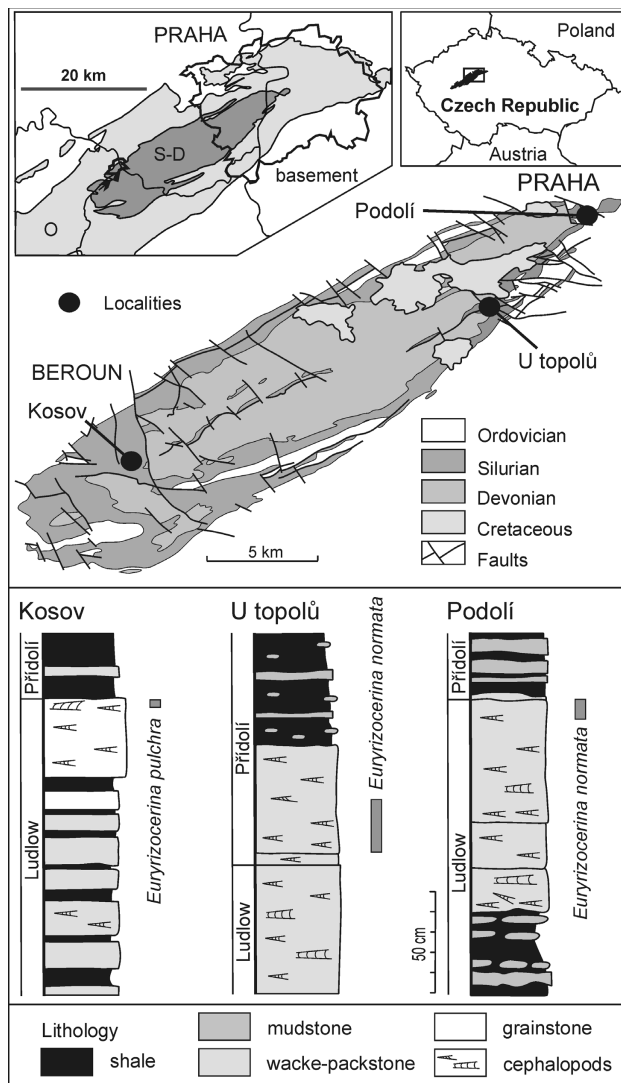 PRAHA
20 km
S-D
O
basement
Poland
Czech Republic
Austria
PRAHA
Podolí
Localities
U topolů
BEROUN
Kosov
Ordovician
Silurian
Devonian
Cretaceous
Faults
5 km
Kosov
U topolů
Podolí
Přídolí
Ludlow
Euryrizocerina pulchra
Přídolí
Ludlow
Euryrizocerina normata
Přídolí
Ludlow
50 cm
Euryrizocerina normata
Lithology
shale
mudstone
wacke-packstone
grainstone
cephalopods